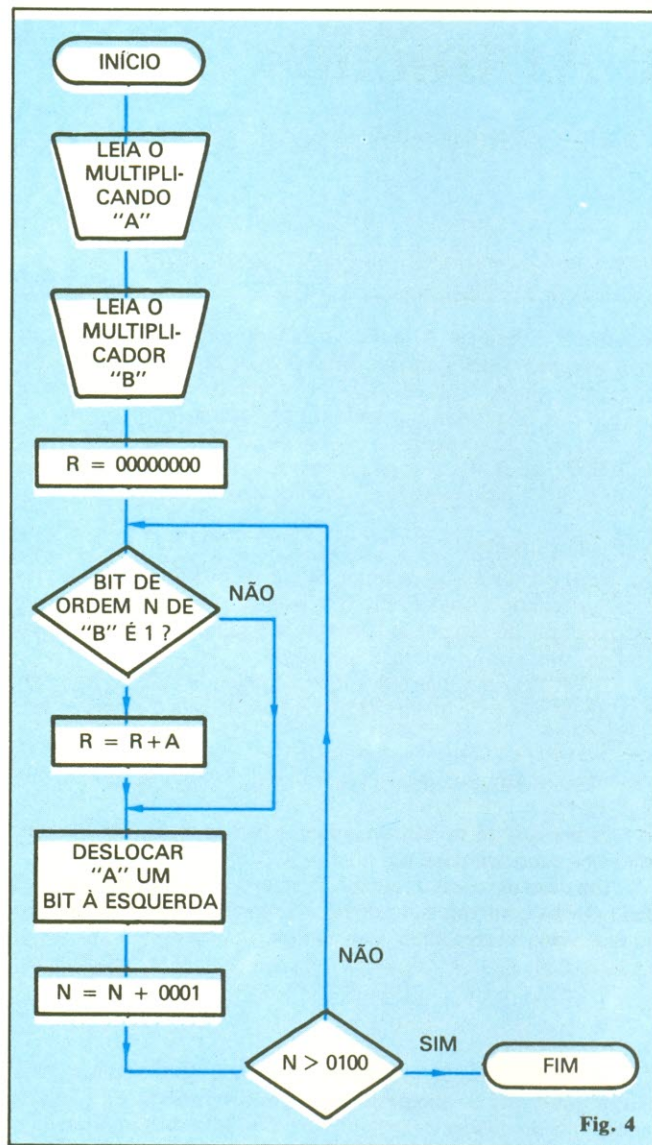 INÍCIO
LEIA O
MULTIPLI-
CANDO
"A"
LEIA O
MULTIPLI-
CADOR
"B"
R = 00000000
BIT DE
ORDEM N DE
"B" É 1 ?
NÃO
R = R + A
DESLOCAR
"A" UM
BIT À ESQUERDA
N = N + 0001
NÃO
N > 0100
SIM
FIM
Fig. 4